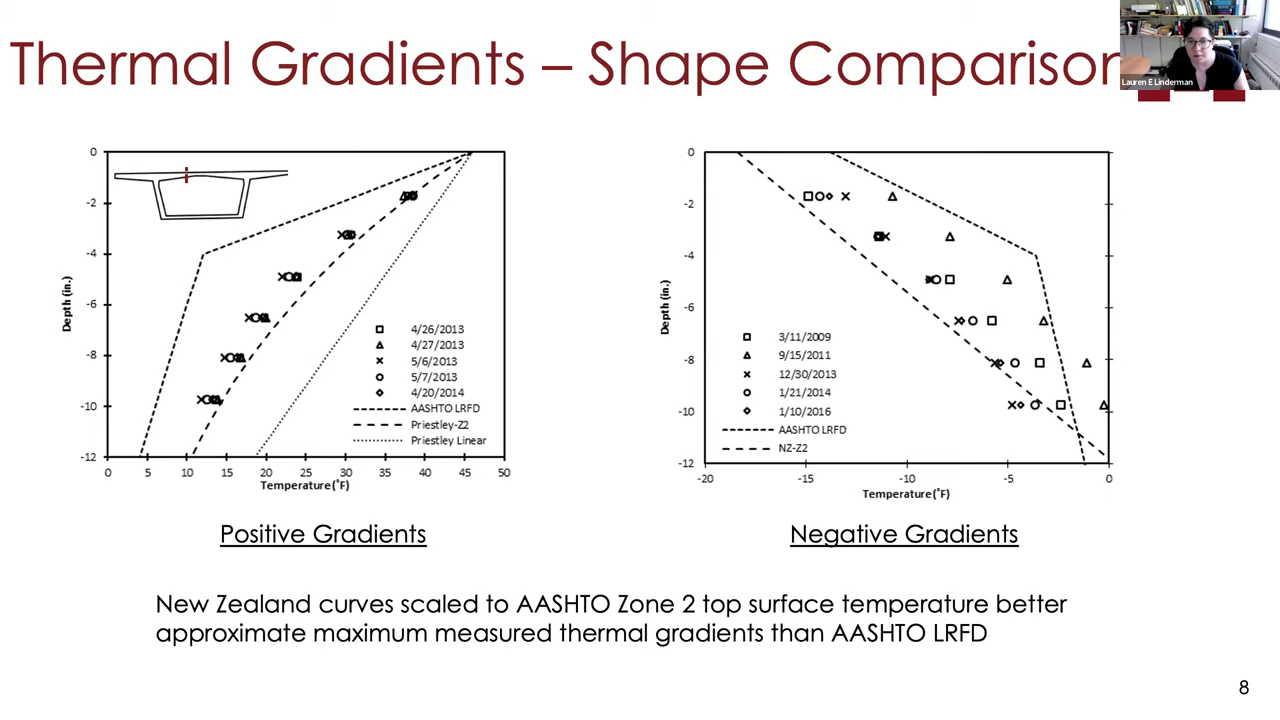 Thermal Gradients – Shape Comparison
Lauren E Linderman
0
-2
-4
-6
-8
-10
-12
Depth (in.)
4/26/2013
4/27/2013
5/6/2013
5/7/2013
4/20/2014
AASHTO LRFD
Priestley-Z2
Priestley Linear
0 5 10 15 20 25 30 35 40 45 50
Temperature (°F)
Positive Gradients
0
-2
-4
-6
-8
-10
-12
Depth (in.)
3/11/2009
9/15/2011
12/30/2013
1/21/2014
1/10/2016
AASHTO LRFD
NZ-Z2
-20 -15 -10 -5 0
Temperature (°F)
Negative Gradients
New Zealand curves scaled to AASHTO Zone 2 top surface temperature better
approximate maximum measured thermal gradients than AASHTO LRFD
8